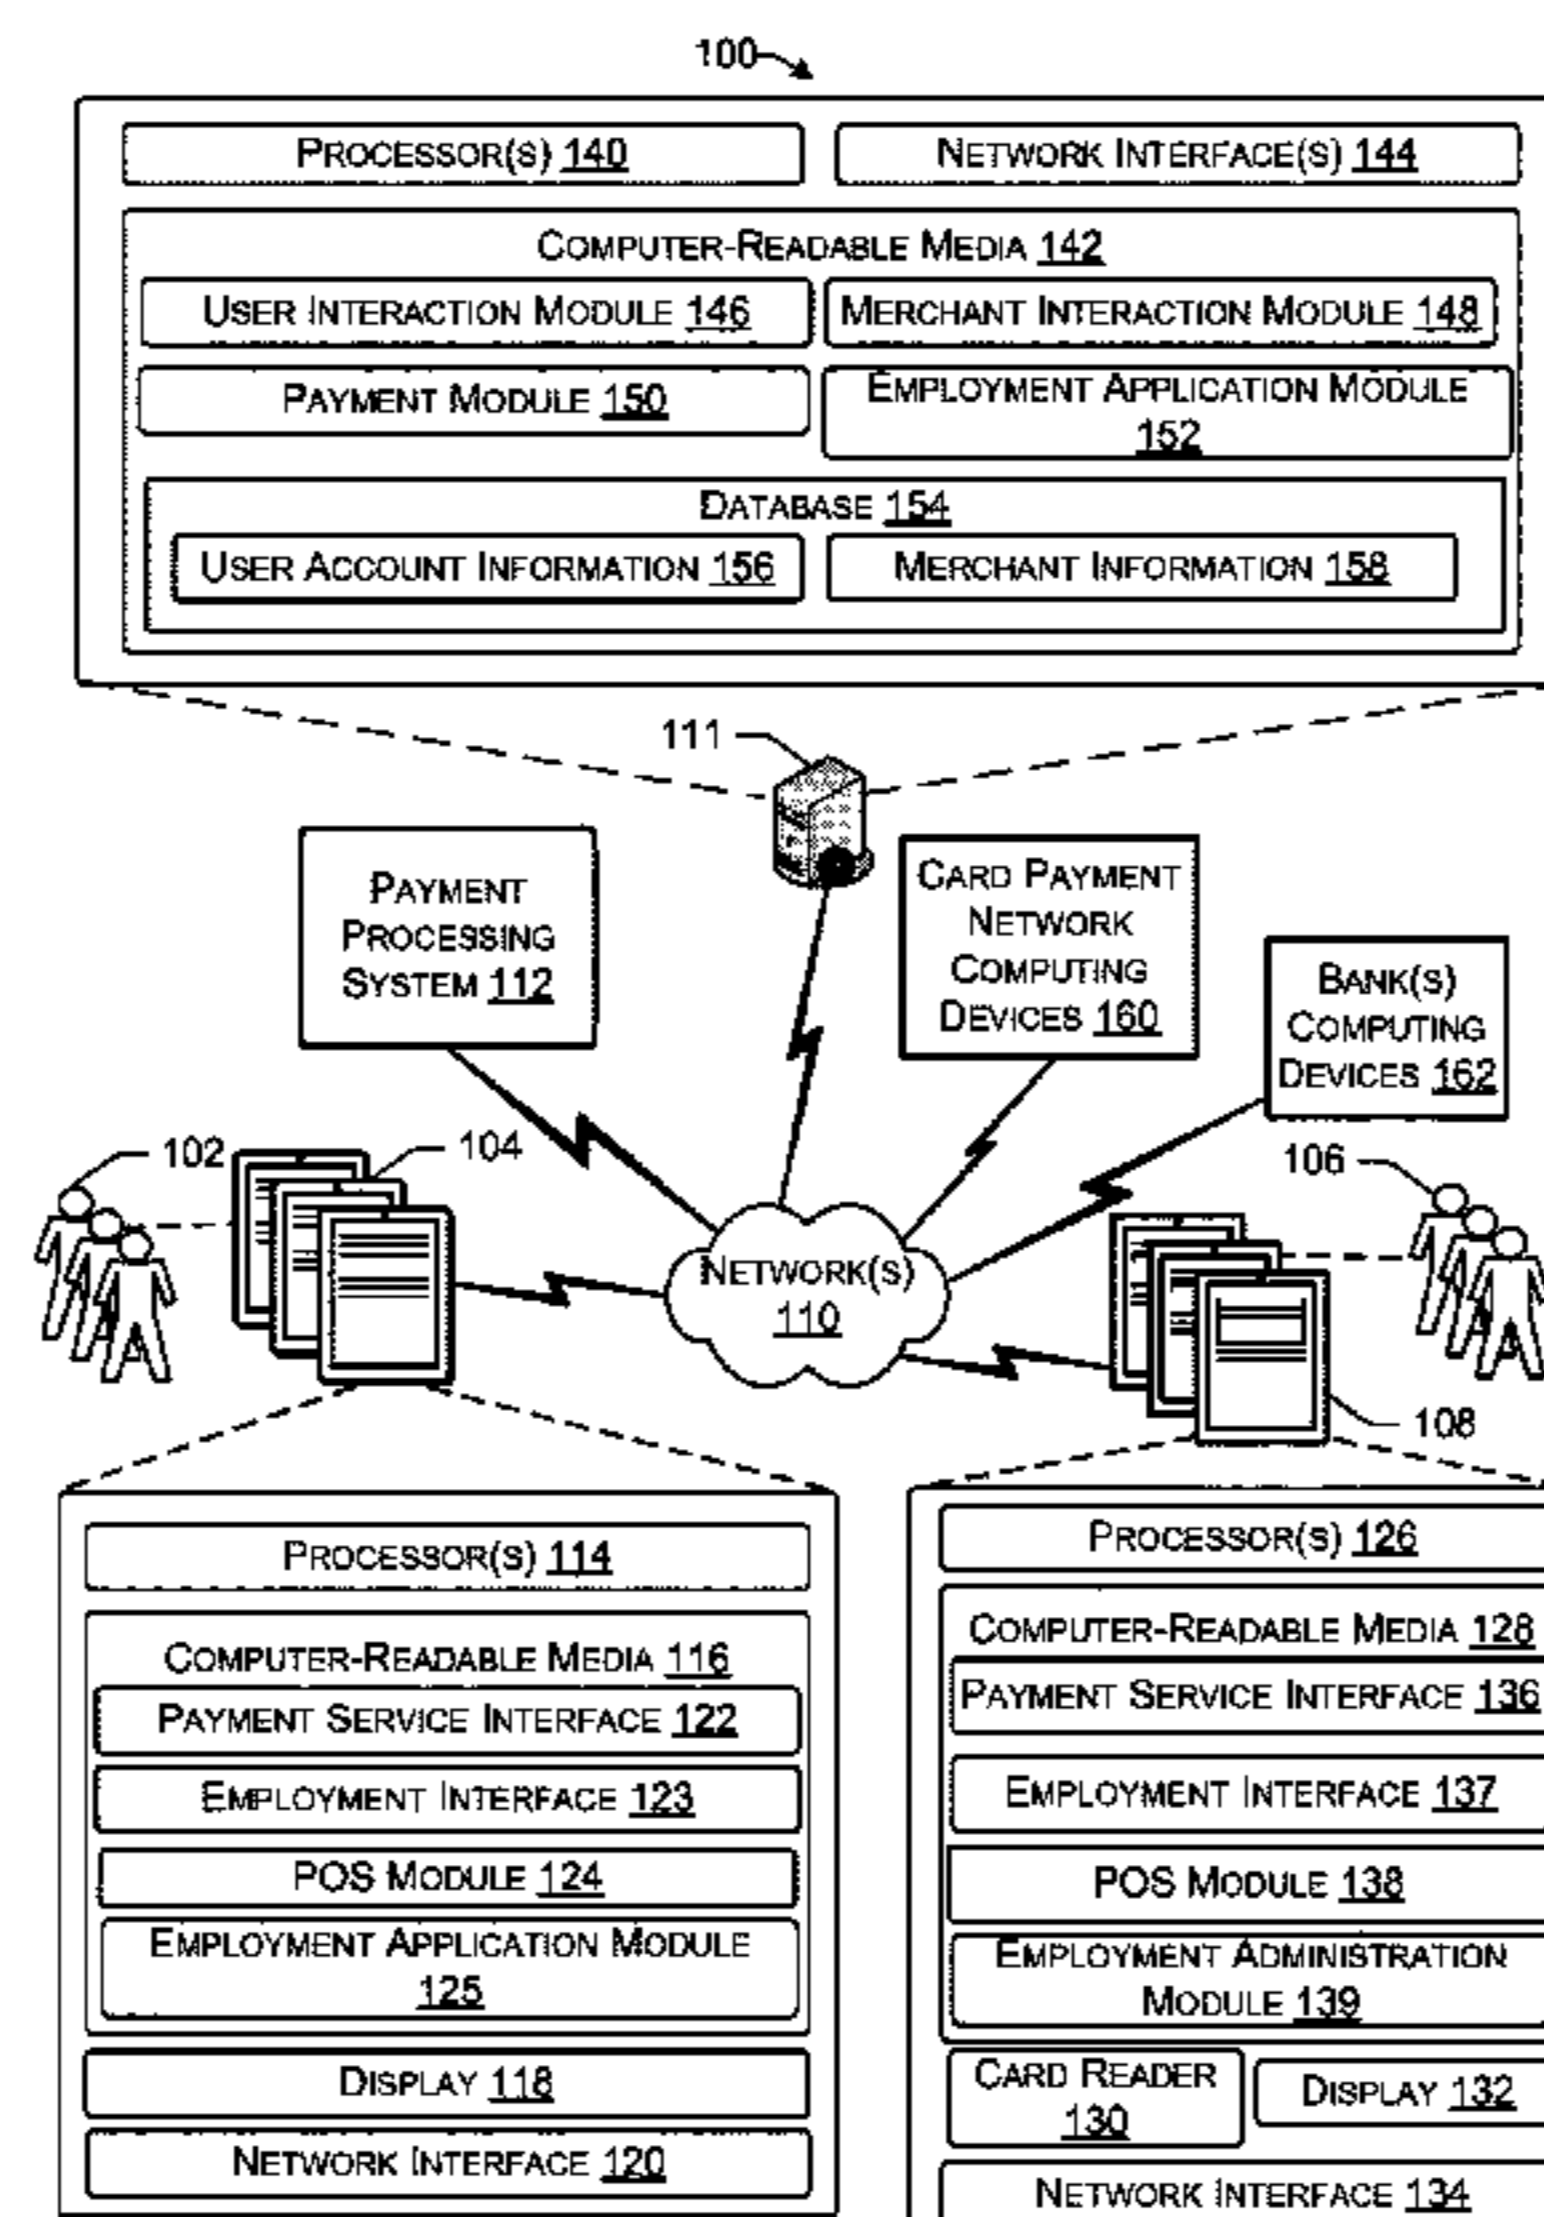 100
PROCESSOR(S) 140
NETWORK INTERFACE(S) 144
COMPUTER-READABLE MEDIA 142
USER INTERACTION MODULE 146
MERCHANT INTERACTION MODULE 148
PAYMENT MODULE 150
EMPLOYMENT APPLICATION MODULE
152
DATABASE 154
USER ACCOUNT INFORMATION 156
MERCHANT INFORMATION 158
111
PAYMENT
PROCESSING
SYSTEM 112
CARD PAYMENT
NETWORK
COMPUTING
DEVICES 160
BANK(S)
COMPUTING
DEVICES 162
102
104
106
NETWORK(S)
110
108
PROCESSOR(S) 114
COMPUTER-READABLE MEDIA 116
PAYMENT SERVICE INTERFACE 122
EMPLOYMENT INTERFACE 123
POS MODULE 124
EMPLOYMENT APPLICATION MODULE
125
DISPLAY 118
NETWORK INTERFACE 120
PROCESSOR(S) 126
COMPUTER-READABLE MEDIA 128
PAYMENT SERVICE INTERFACE 136
EMPLOYMENT INTERFACE 137
POS MODULE 138
EMPLOYMENT ADMINISTRATION
MODULE 139
CARD READER
130
DISPLAY 132
NETWORK INTERFACE 134